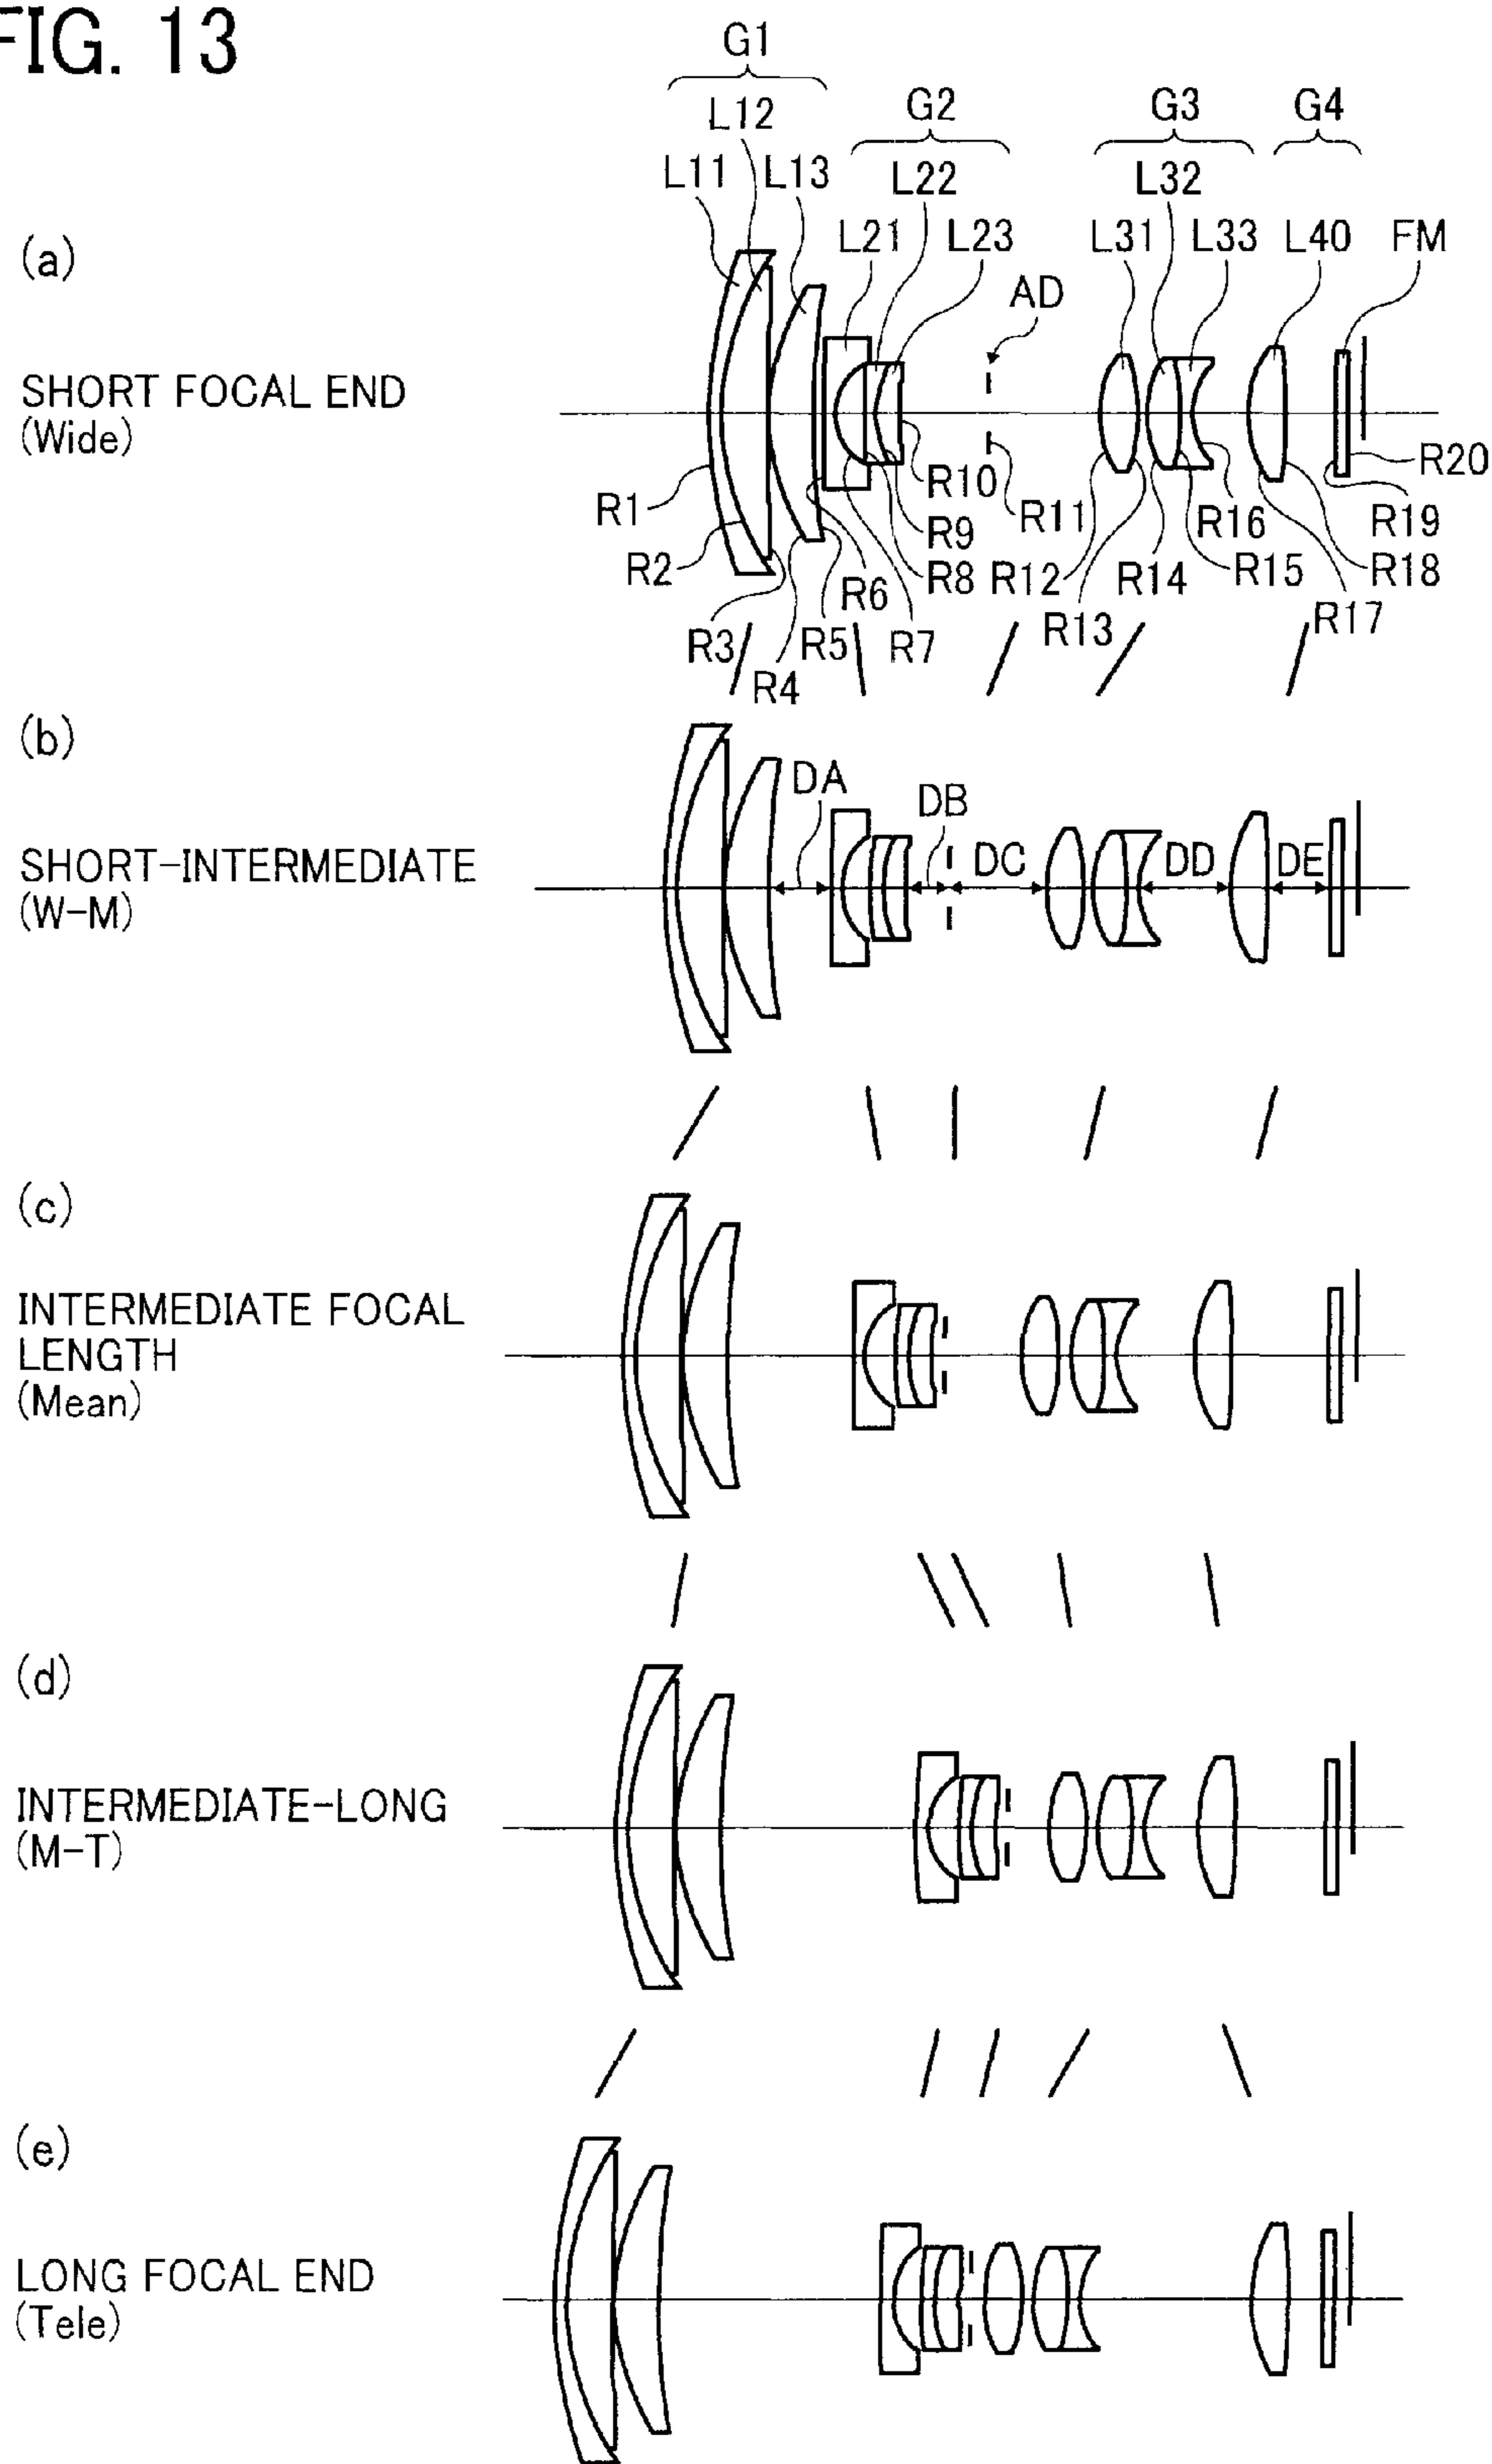 FIG. 13
G1
L12
G2
G3
G4
L11 L13
L22
L32
L21 L23
L31 L33 L40 FM
(a)
AD
SHORT FOCAL END
(Wide)
R1
R2
R3
R4
R5
R6
R7
R8
R9
R10
R11
R12
R13
R14
R15
R16
R17
R18
R19
R20
(b)
DA
DB
SHORT-INTERMEDIATE
(W-M)
DC DD DE
(c)
INTERMEDIATE FOCAL
LENGTH
(Mean)
(d)
INTERMEDIATE-LONG
(M-T)
(e)
LONG FOCAL END
(Tele)